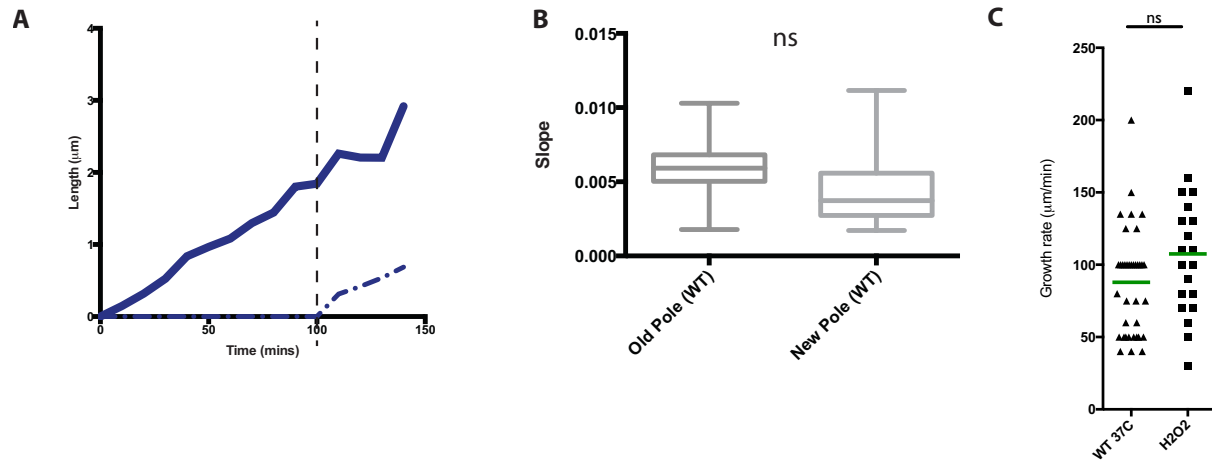 A
Length (μm)
4
3
2
1
0
0
50
100
150
Time (mins)
B
ns
Slope
0.015
0.010
0.005
0.000
Old Pole (WT)
New Pole (WT)
C
ns
Growth rate (μm/min)
250
200
150
100
50
0
WT 37C
H2O2